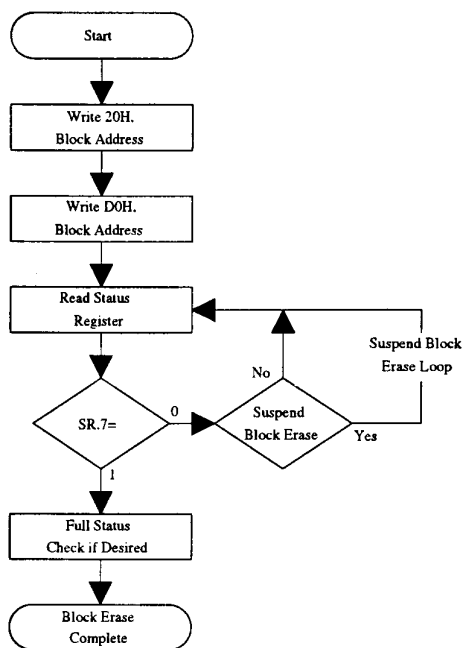 Start
Write 20H,
Block Address
Write D0H,
Block Address
Read Status
Register
Suspend Block
Erase Loop
No
SR.7=
0
Suspend
Block Erase
Yes
1
Full Status
Check if Desired
Block Erase
Complete